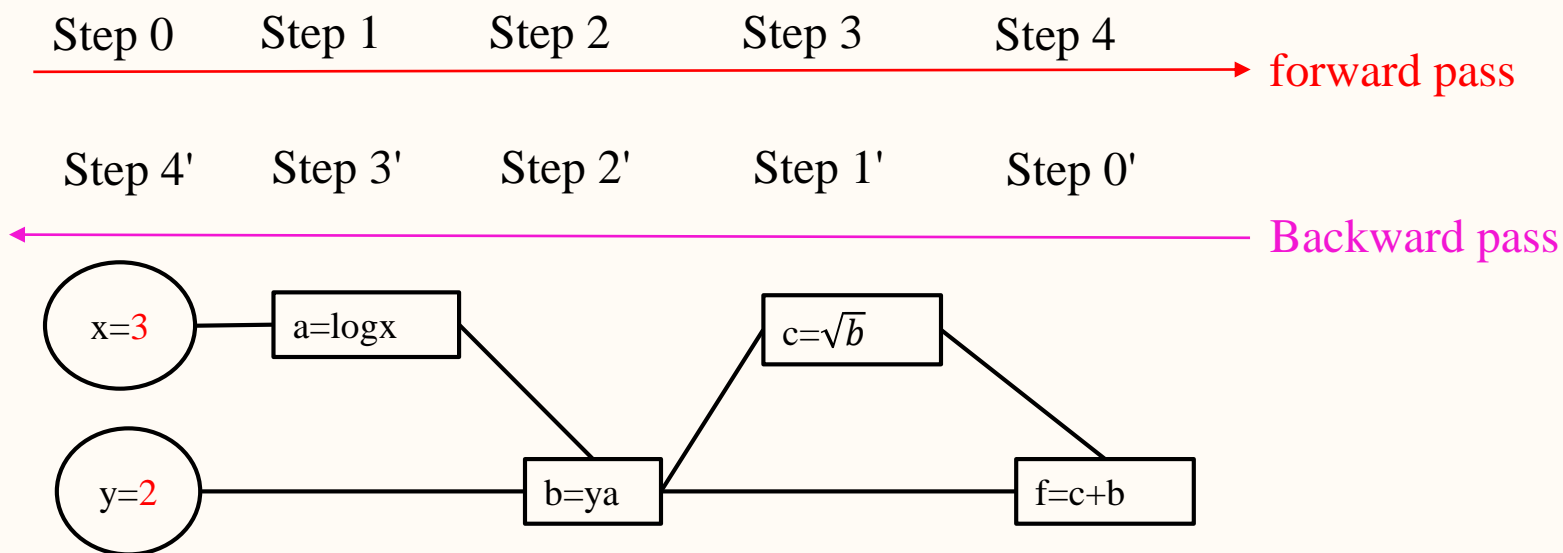 Step 0 Step 1 Step 2 Step 3 Step 4
forward pass
Step 4' Step 3' Step 2' Step 1' Step 0'
Backward pass
x=3 a=logx c=√b
y=2 b=ya f=c+b